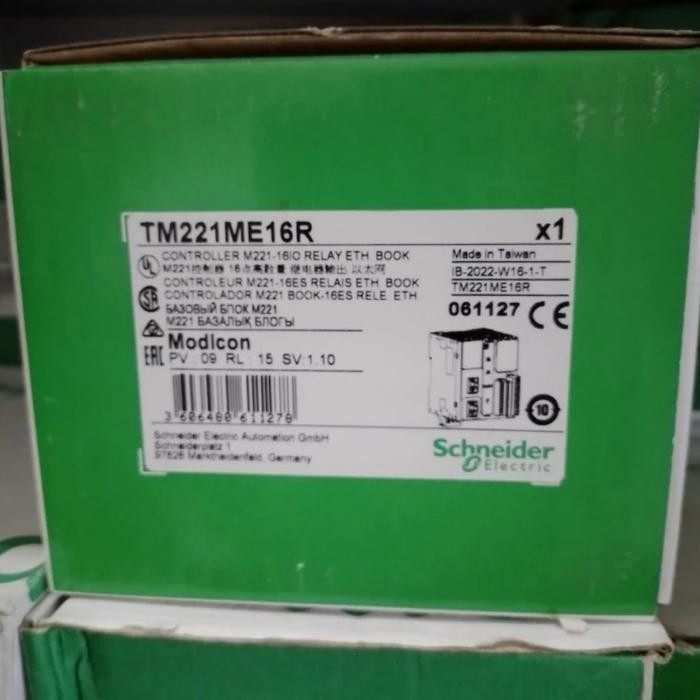 TM221ME16R
x1
CONTROLLER M221-16IO RELAY ETH. BOOK
M221控制器 16点高数量 继电器输出 以太网
CONTROLEUR M221-16ES RELAIS ETH. BOOK
CONTROLADOR M221 BOOK-16ES RELE. ETH.
БАЗОВЫЙ БЛОК M221
M221 БАЗАЛЫҚ БЛОГЫ
Made in Taiwan
IB-2022-W16-1-T
TM221ME16R
061127 CE
UL
EAC
Modicon
PV : 09 RL : 15 SV:1.10
3 606480 611278
10
Schneider Electric Automation GmbH
Schneiderplatz 1
97828 Marktheidenfeld, Germany
Schneider
Electric